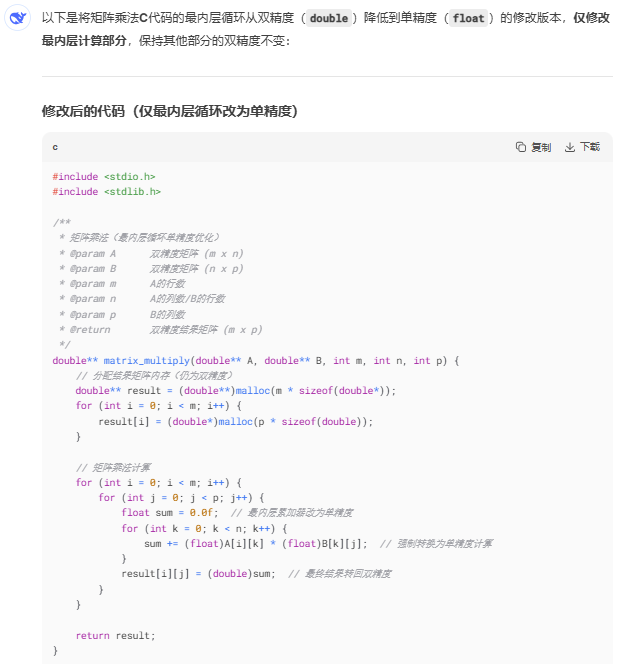 以下是将矩阵乘法C代码的最内层循环从双精度（double）降低到单精度（float）的修改版本，仅修改
最内层计算部分，保持其他部分的双精度不变：
修改后的代码（仅最内层循环改为单精度）
c 复制 下载
#include <stdio.h>
#include <stdlib.h>
/**
 * 矩阵乘法（最内层循环单精度优化）
 * @param A      双精度矩阵 (m x n)
 * @param B      双精度矩阵 (n x p)
 * @param m      A的行数
 * @param n      A的列数/B的行数
 * @param p      B的列数
 * @return       双精度结果矩阵 (m x p)
 */
double** matrix_multiply(double** A, double** B, int m, int n, int p) {
    // 分配结果矩阵内存（仍为双精度）
    double** result = (double**)malloc(m * sizeof(double*));
    for (int i = 0; i < m; i++) {
        result[i] = (double*)malloc(p * sizeof(double));
    }
    // 矩阵乘法计算
    for (int i = 0; i < m; i++) {
        for (int j = 0; j < p; j++) {
            float sum = 0.0f;  // 最内层累加器改为单精度
            for (int k = 0; k < n; k++) {
                sum += (float)A[i][k] * (float)B[k][j];  // 强制转换为单精度计算
            }
            result[i][j] = (double)sum;  // 最终结果转回双精度
        }
    }
    return result;
}